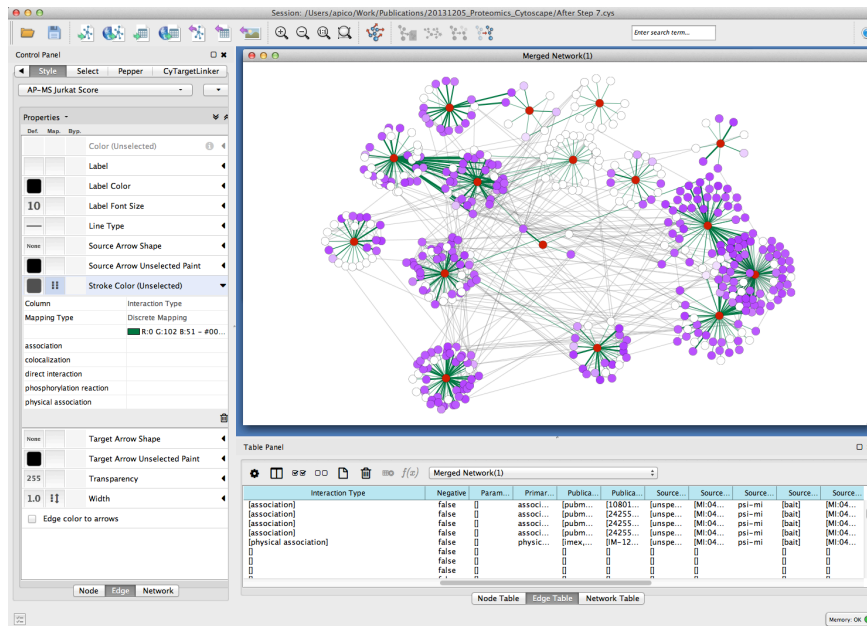 Session: /Users/apico/Work/Publications/20131205_Proteomics_Cytoscape/After Step 7.cys
Enter search term...
Control Panel
Style Select Pepper CyTargetLinker
AP-MS Jurkat Score
Properties
Def. Map. Byp.
Color (Unselected)
Label
Label Color
10 Label Font Size
Line Type
None Source Arrow Shape
Source Arrow Unselected Paint
Stroke Color (Unselected)
Column Interaction Type
Mapping Type Discrete Mapping
R:0 G:102 B:51 - #00...
association
colocalization
direct interaction
phosphorylation reaction
physical association
None Target Arrow Shape
Target Arrow Unselected Paint
255 Transparency
1.0 Width
Edge color to arrows
Node Edge Network
Merged Network(1)
Table Panel
f(x) Merged Network(1)
Interaction Type Negative Param... Primar... Publica... Publica... Source... Source... Source... Source... Source...
[association] false [] associ... [pubm... [10801... [unspe... [MI:04... psi-mi [bait] [MI:04...
[association] false [] associ... [pubm... [24255... [unspe... [MI:04... psi-mi [bait] [MI:04...
[association] false [] associ... [pubm... [24255... [unspe... [MI:04... psi-mi [bait] [MI:04...
[association] false [] associ... [pubm... [24255... [unspe... [MI:04... psi-mi [bait] [MI:04...
[physical association] false [] physic... [imex,... [IM-12... [unspe... [MI:04... psi-mi [bait] [MI:04...
[] false [] [] [] [] []
[] false [] [] [] [] []
[] false [] [] [] [] []
Node Table Edge Table Network Table
Memory: OK